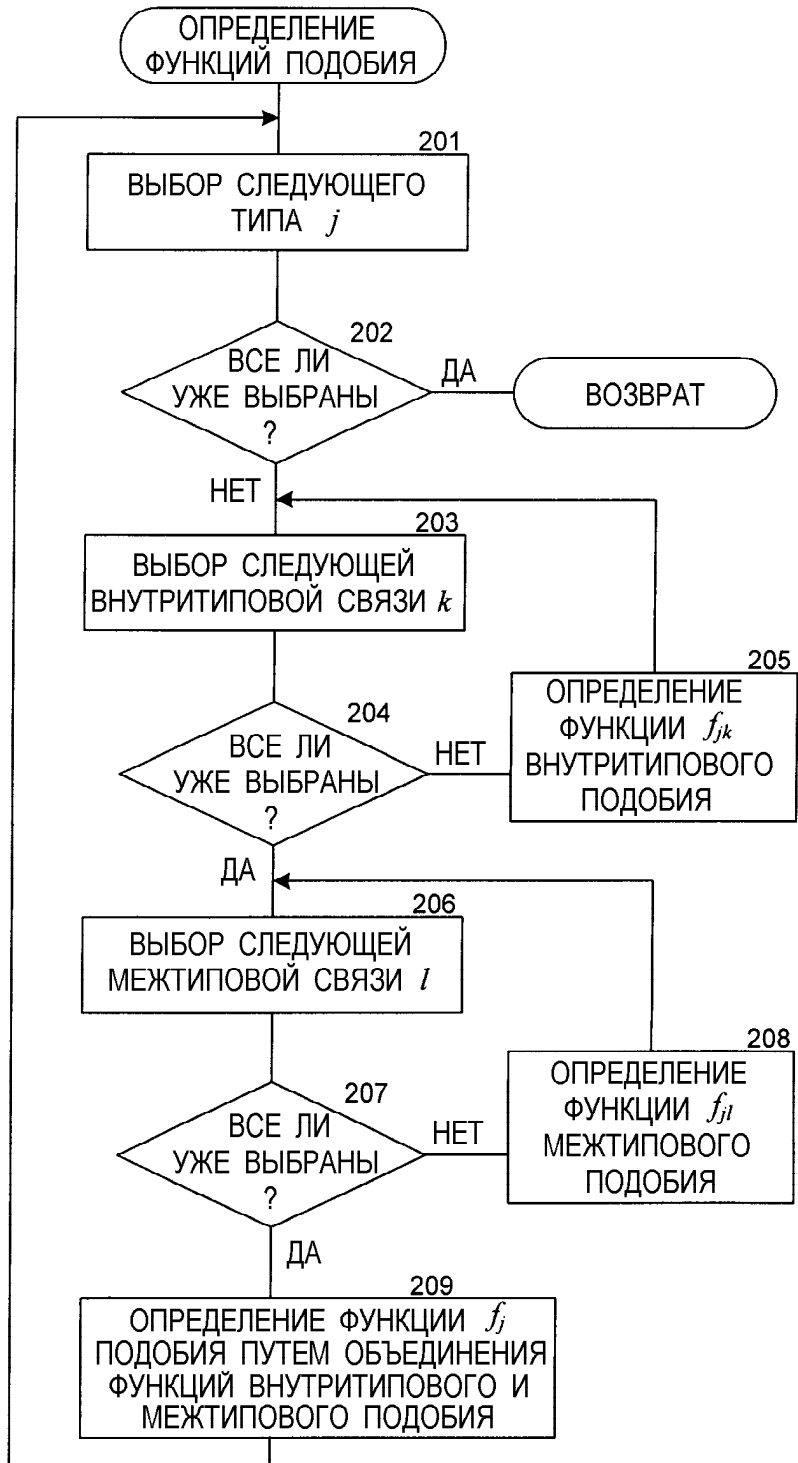 ОПРЕДЕЛЕНИЕ
ФУНКЦИЙ ПОДОБИЯ
201
ВЫБОР СЛЕДУЮЩЕГО
ТИПА j
202
ВСЕ ЛИ
УЖЕ ВЫБРАНЫ
?
ДА
ВОЗВРАТ
НЕТ
203
ВЫБОР СЛЕДУЮЩЕЙ
ВНУТРИТИПОВОЙ СВЯЗИ k
204
ВСЕ ЛИ
УЖЕ ВЫБРАНЫ
?
НЕТ
205
ОПРЕДЕЛЕНИЕ
ФУНКЦИИ fjk
ВНУТРИТИПОВОГО
ПОДОБИЯ
ДА
206
ВЫБОР СЛЕДУЮЩЕЙ
МЕЖТИПОВОЙ СВЯЗИ l
207
ВСЕ ЛИ
УЖЕ ВЫБРАНЫ
?
НЕТ
208
ОПРЕДЕЛЕНИЕ
ФУНКЦИИ fjl
МЕЖТИПОВОГО
ПОДОБИЯ
ДА
209
ОПРЕДЕЛЕНИЕ ФУНКЦИИ fj
ПОДОБИЯ ПУТЕМ ОБЪЕДИНЕНИЯ
ФУНКЦИЙ ВНУТРИТИПОВОГО И
МЕЖТИПОВОГО ПОДОБИЯ